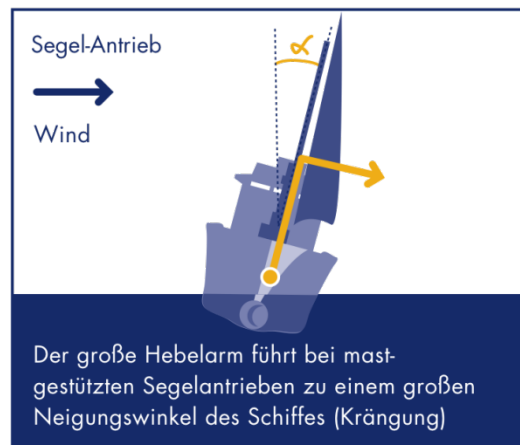 Segel-Antrieb
α
Wind
Der große Hebelarm führt bei mast-
gestützten Segelantrieben zu einem großen
Neigungswinkel des Schiffes (Krängung)